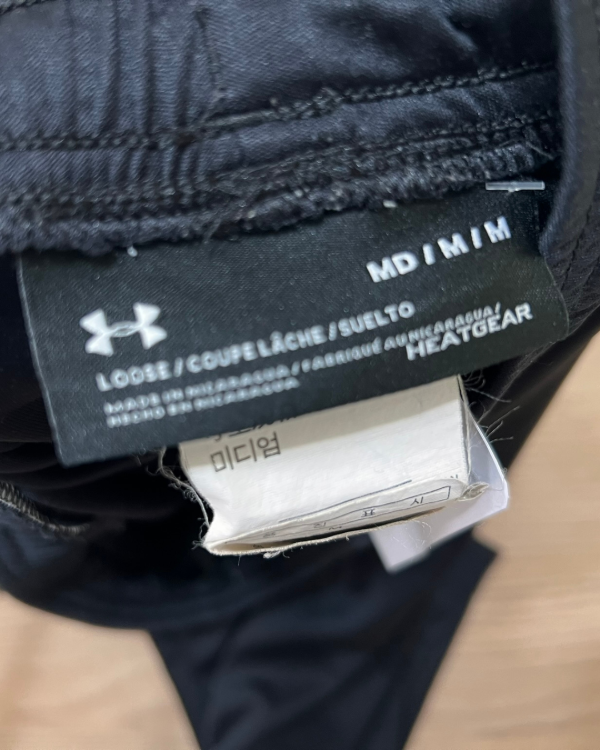 MD / M / M
LOOSE / COUPE LÂCHE / SUELTO
MADE IN NICARAGUA / FABRIQUÉ AU NICARAGUA /
HECHO EN NICARAGUA
HEATGEAR
미디엄